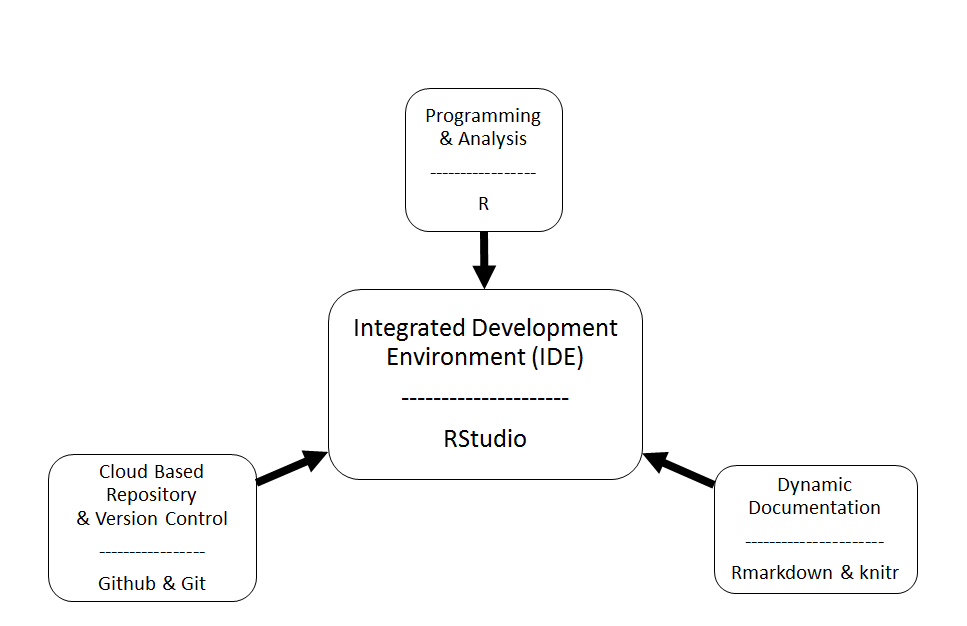 Programming
& Analysis
------------------
R
Integrated Development
Environment (IDE)
---------------------
RStudio
Cloud Based
Repository
& Version Control
------------------
Github & Git
Dynamic
Documentation
-----------------------
Rmarkdown & knitr